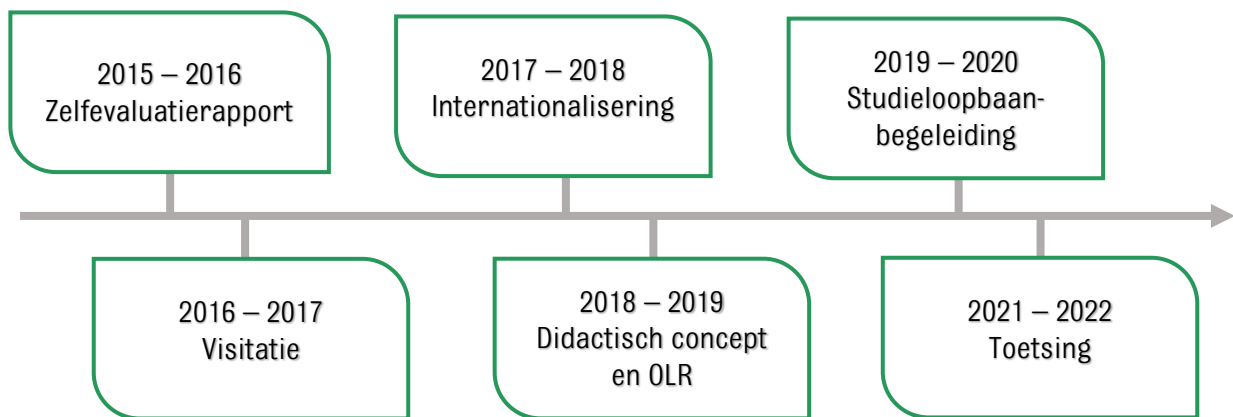 2015 – 2016
Zelfevaluatierapport
2017 – 2018
Internationalisering
2019 – 2020
Studieloopbaan-
begeleiding
2016 – 2017
Visitatie
2018 – 2019
Didactisch concept
en OLR
2021 – 2022
Toetsing